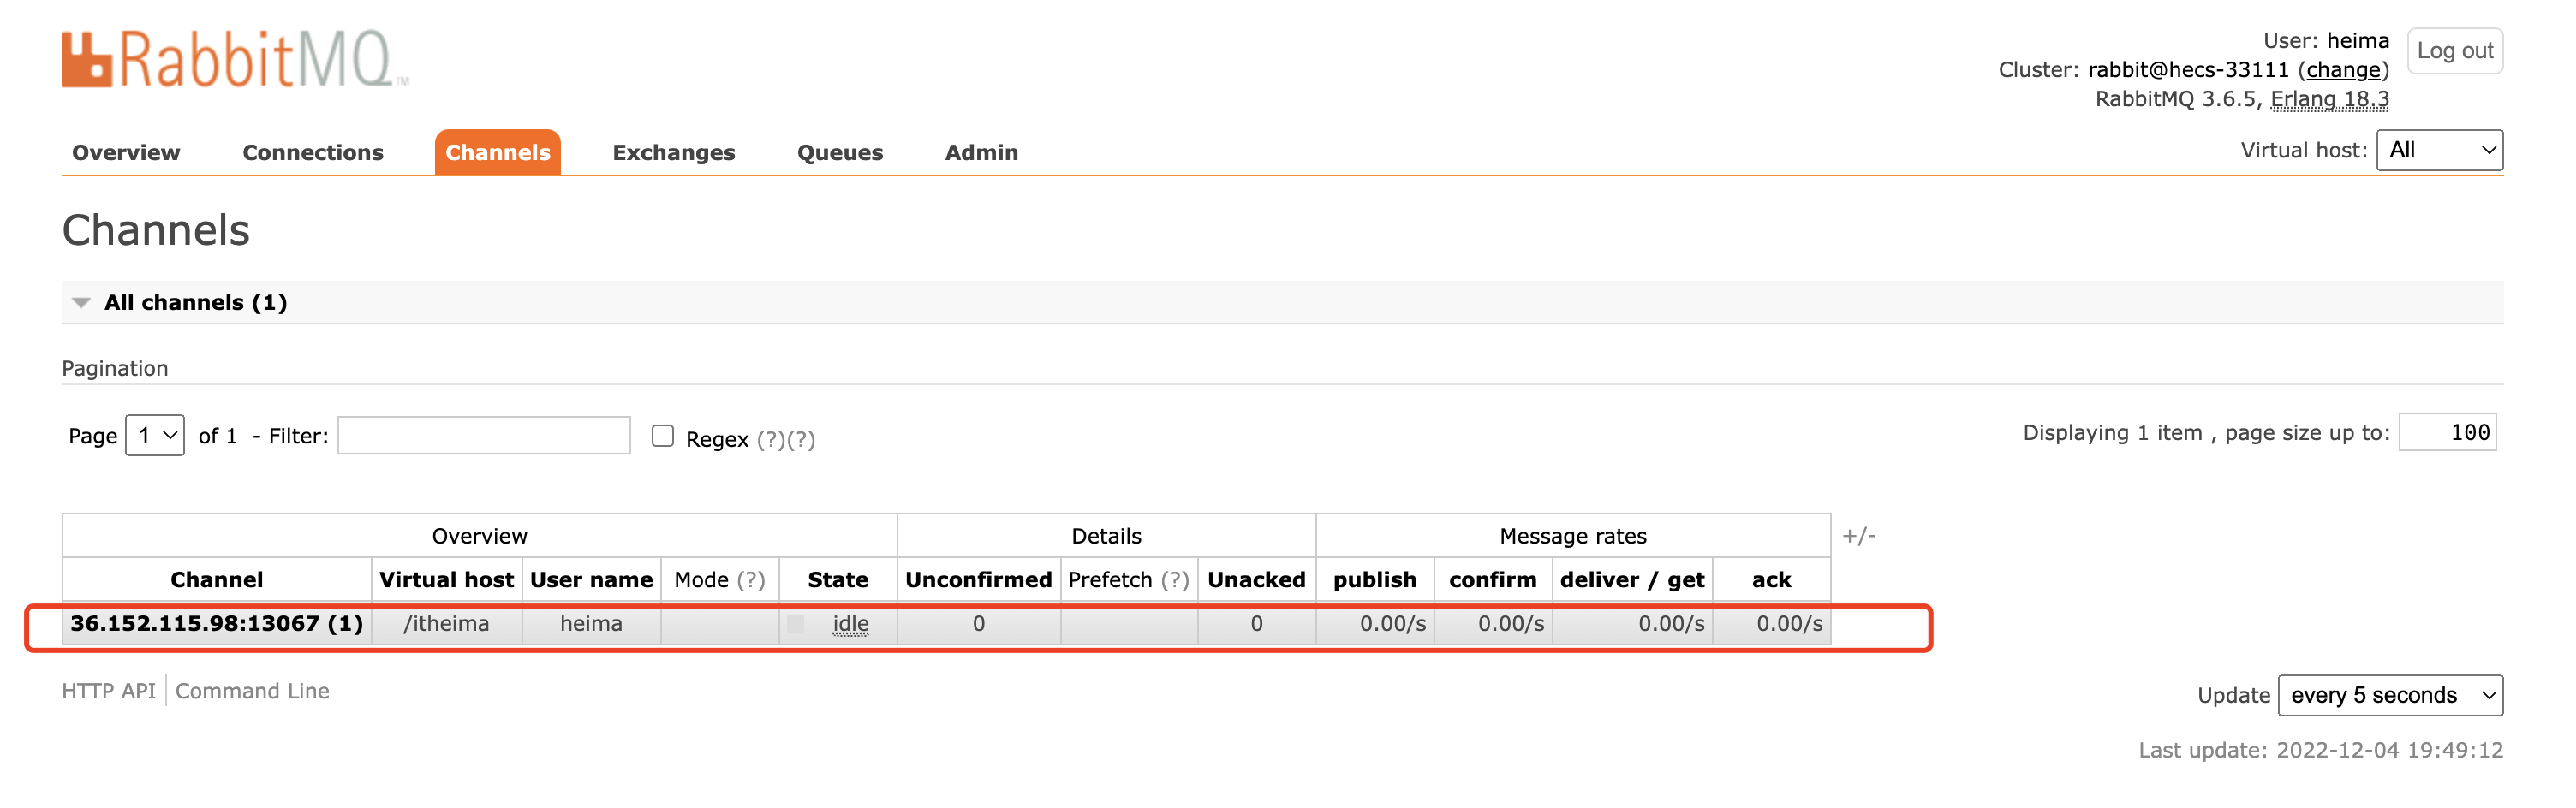 RabbitMQ™
User: heima
Log out
Cluster: rabbit@hecs-33111 (change)
RabbitMQ 3.6.5, Erlang 18.3
Overview Connections Channels Exchanges Queues Admin
Virtual host: All
Channels
All channels (1)
Pagination
Page 1 of 1 - Filter: Regex (?)(?)
Displaying 1 item , page size up to: 100
Overview Details Message rates +/-
Channel Virtual host User name Mode (?) State Unconfirmed Prefetch (?) Unacked publish confirm deliver / get ack
36.152.115.98:13067 (1) /itheima heima idle 0 0 0.00/s 0.00/s 0.00/s 0.00/s
HTTP API Command Line
Update every 5 seconds
Last update: 2022-12-04 19:49:12